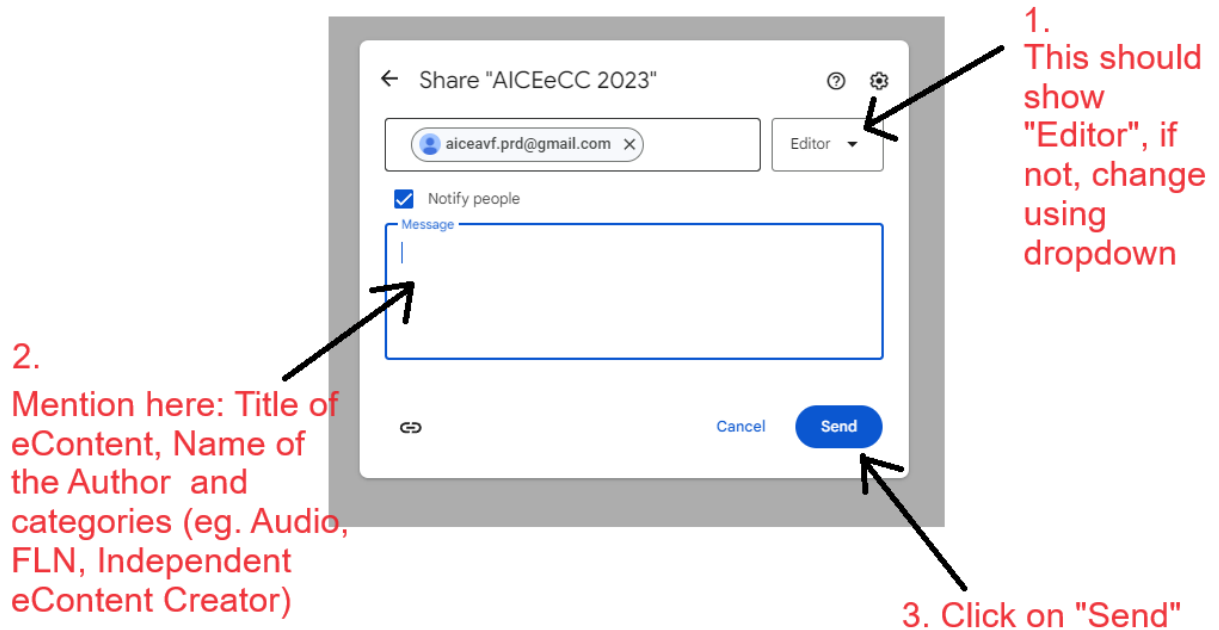 1.
This should
show
"Editor", if
not, change
using
dropdown
Share "AICEeCC 2023"
aiceavf.prd@gmail.com
Editor
Notify people
Message
2.
Mention here: Title of
eContent, Name of
the Author and
categories (eg. Audio,
FLN, Independent
eContent Creator)
Cancel
Send
3. Click on "Send"